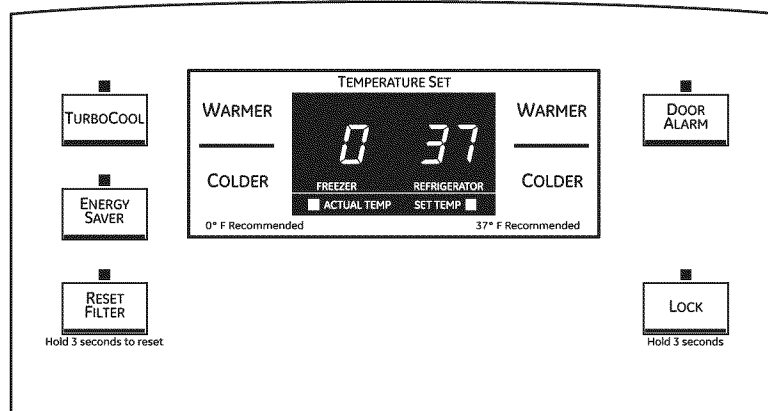 TEMPERATURE SET
TURBOCOOL
WARMER
0 37
WARMER
DOOR
ALARM
COLDER
FREEZER REFRIGERATOR
COLDER
ENERGY
SAVER
ACTUAL TEMP SET TEMP
0° F Recommended 37° F Recommended
RESET
FILTER
Hold 3 seconds to reset
LOCK
Hold 3 seconds